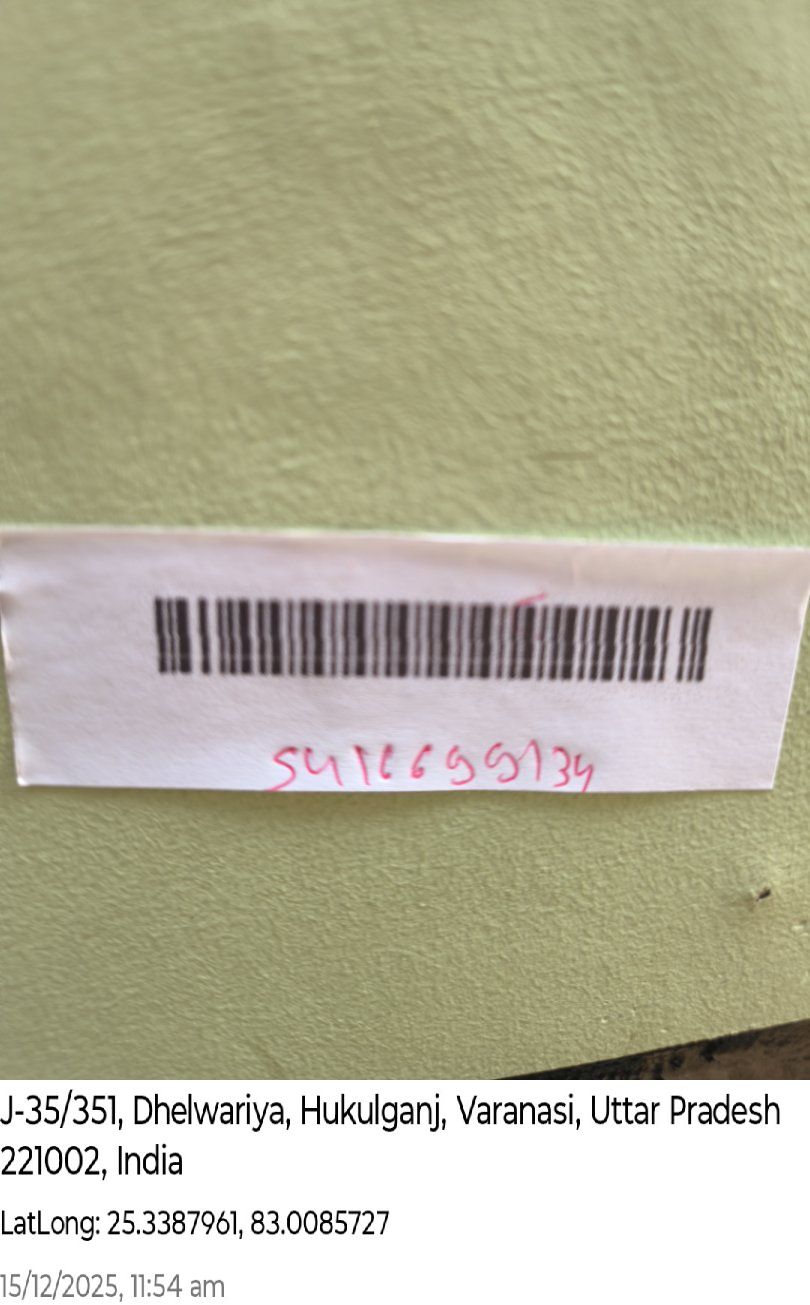 5416699134
J-35/351, Dhelwariya, Hukulganj, Varanasi, Uttar Pradesh
221002, India
LatLong: 25.3387961, 83.0085727
15/12/2025, 11:54 am